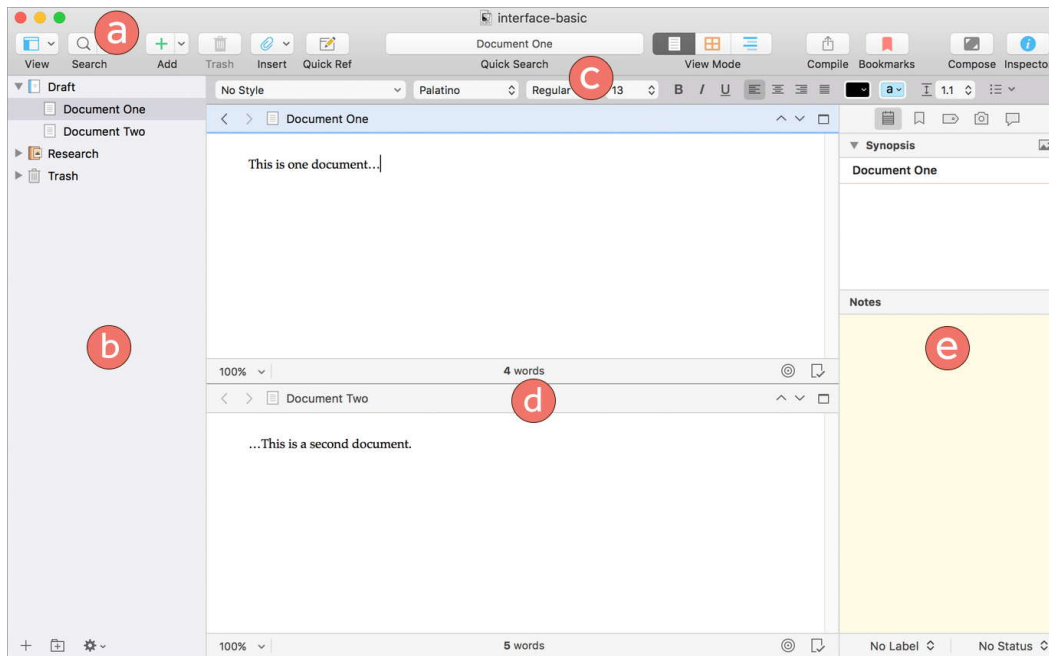 interface-basic
a
Document One
View Search Add Trash Insert Quick Ref Quick Search View Mode Compile Bookmarks Compose Inspecto
c
Draft
No Style Palatino Regular 13 B I U a 1.1
Document One
Document One
Document Two
Research
Trash
This is one document…
Synopsis
Document One
Notes
b
e
100% 4 words
d
Document Two
…This is a second document.
100% 5 words
No Label No Status